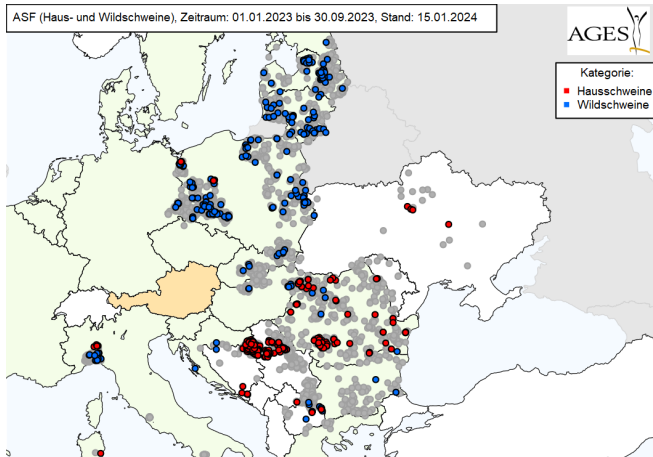 ASF (Haus- und Wildschweine), Zeitraum: 01.01.2023 bis 30.09.2023, Stand: 15.01.2024
AGES
Kategorie:
Hausschweine
Wildschweine